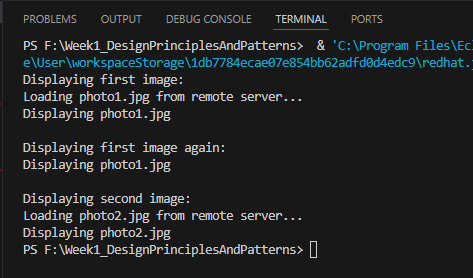 PROBLEMS OUTPUT DEBUG CONSOLE TERMINAL PORTS
PS F:\Week1_DesignPrinciplesAndPatterns>  & 'C:\Program Files\Ec
e\User\workspaceStorage\1db7784ecae07e854bb62adfd0d4edc9\redhat.j
Displaying first image:
Loading photo1.jpg from remote server...
Displaying photo1.jpg
Displaying first image again:
Displaying photo1.jpg
Displaying second image:
Loading photo2.jpg from remote server...
Displaying photo2.jpg
PS F:\Week1_DesignPrinciplesAndPatterns>